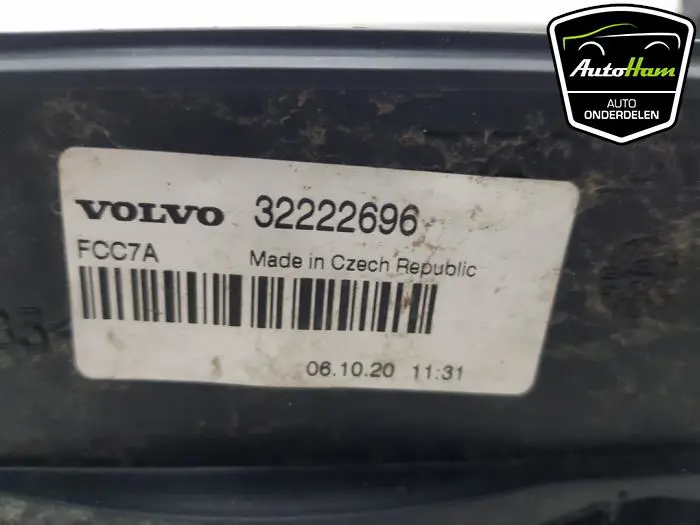 AutoHam
AUTO
ONDERDELEN
VOLVO 32222696
FCC7A Made in Czech Republic
06.10.20 11:31